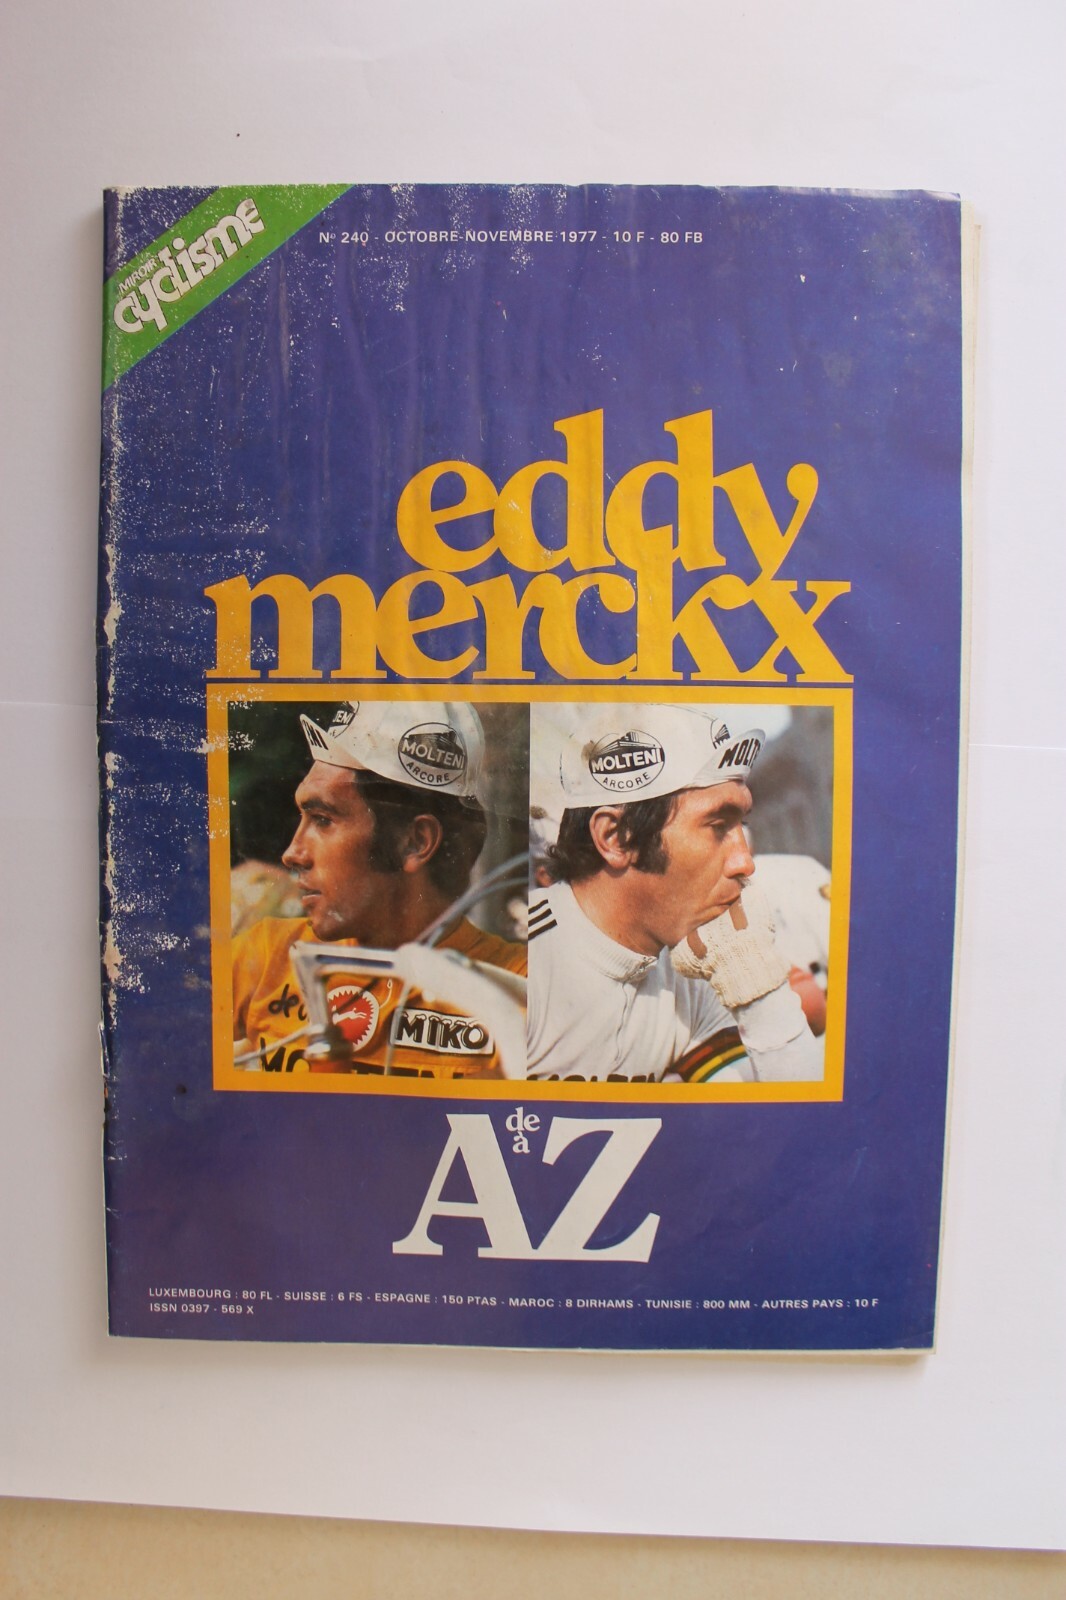 MIROIR
cyclisme
Nº 240 - OCTOBRE-NOVEMBRE 1977 - 10 F - 80 FB
eddy
merckx
MOLTENI
ARCORE
MOLTENI
ARCORE
MIKO
de
à
A Z
LUXEMBOURG : 80 FL - SUISSE : 6 FS - ESPAGNE : 150 PTAS - MAROC : 8 DIRHAMS - TUNISIE : 800 MM - AUTRES PAYS : 10 F
ISSN 0397 - 569 X